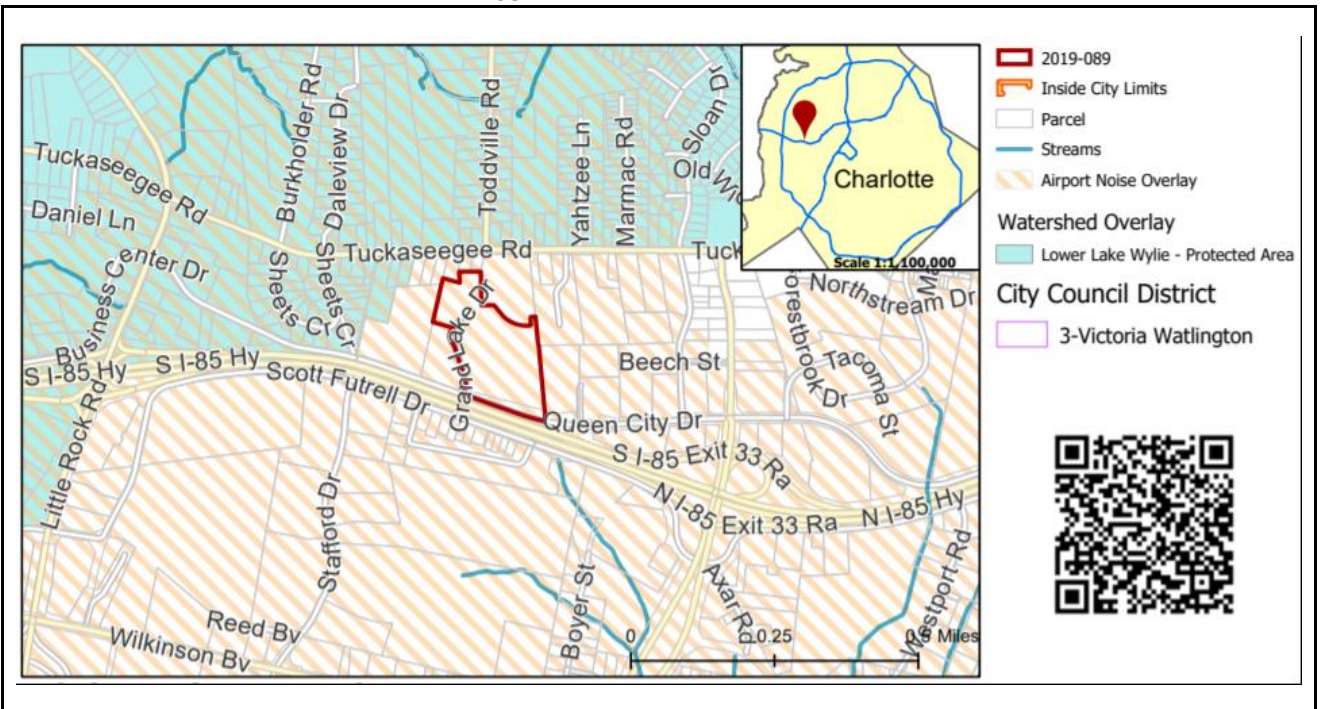 Burkholder Rd
Daleview Dr
Toddville Rd
Yahtzee Ln
Marmac Rd
Sloan Dr
Old
Tuckaseegee Rd
Daniel Ln
Business Center Dr
Sheets Cr
Sheets Cr
Tuckaseegee Rd
Tuck
Northstream Dr
Grand Lake Dr
Beech St
Forestbrook Dr
Tacoma St
S I-85 Hy
S I-85 Hy
Scott Futrell Dr
Queen City Dr
Little Rock Rd
S I-85 Exit 33 Ra
N I-85 Exit 33 Ra
N I-85 Hy
Stafford Dr
Boyer St
Axar Rd
Westport Rd
Reed Bv
Wilkinson Bv
0 0.25 0.5 Miles
Charlotte
Scale 1:1,100,000
2019-089
Inside City Limits
Parcel
Streams
Airport Noise Overlay
Watershed Overlay
Lower Lake Wylie - Protected Area
City Council District
3-Victoria Watlington